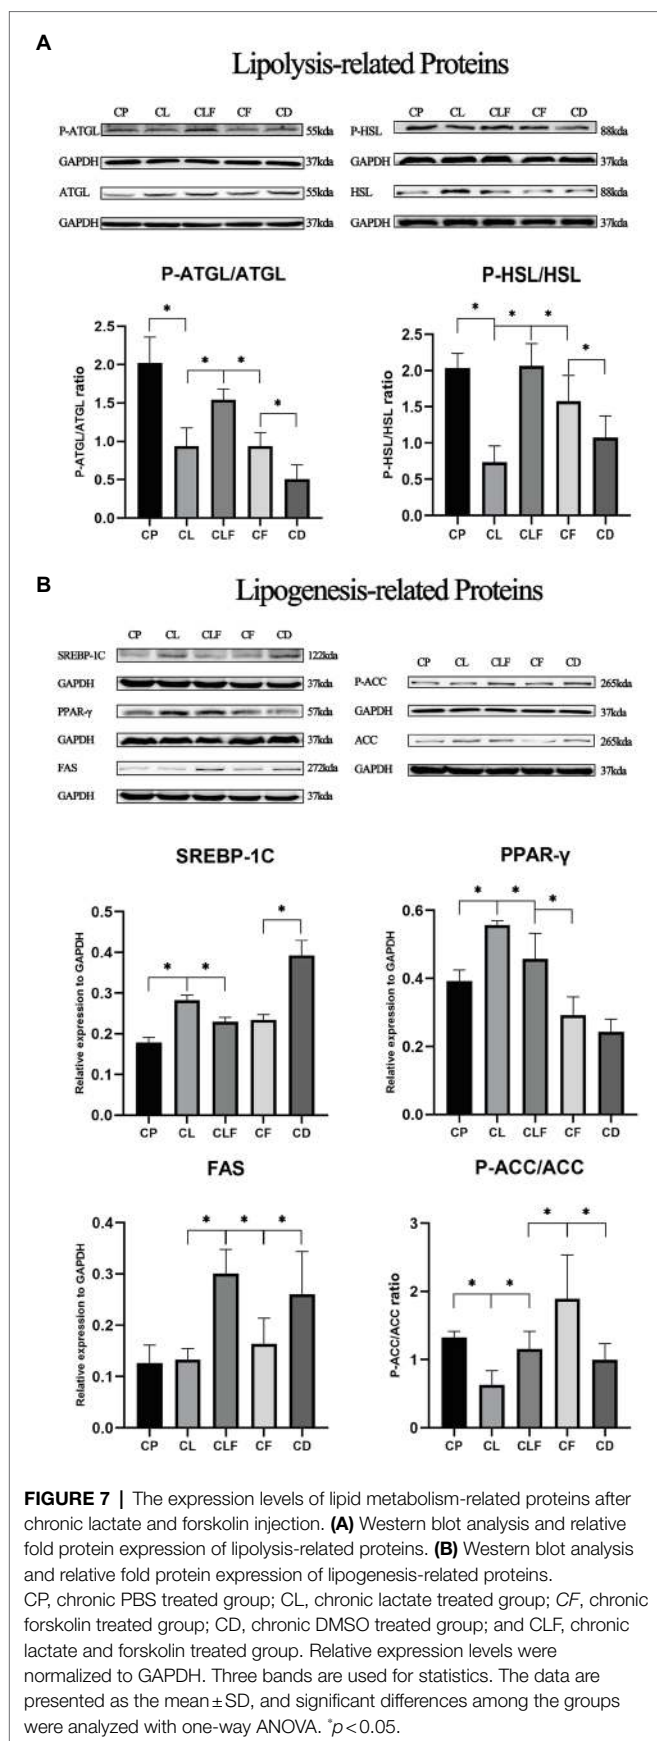 A
Lipolysis-related Proteins
CP CL CLF CF CD
P-ATGL 55kda
GAPDH 37kda
ATGL 55kda
GAPDH 37kda
CP CL CLF CF CD
P-HSL 88kda
GAPDH 37kda
HSL 88kda
GAPDH 37kda
P-ATGL/ATGL
P-ATGL/ATGL ratio
2.5
2.0
1.5
1.0
0.5
0.0
* * * *
CP CL CLF CF CD
P-HSL/HSL
P-HSL/HSL ratio
2.5
2.0
1.5
1.0
0.5
0.0
* * * *
CP CL CLF CF CD
B
Lipogenesis-related Proteins
CP CL CLF CF CD
SREBP-1C 122kda
GAPDH 37kda
PPAR-γ 57kda
GAPDH 37kda
FAS 272kda
GAPDH 37kda
CP CL CLF CF CD
P-ACC 265kda
GAPDH 37kda
ACC 265kda
GAPDH 37kda
SREBP-1C
Relative expression to GAPDH
0.5
0.4
0.3
0.2
0.1
0.0
* * *
CP CL CLF CF CD
PPAR-γ
Relative expression to GAPDH
0.6
0.4
0.2
0.0
* * *
CP CL CLF CF CD
FAS
Relative expression to GAPDH
0.4
0.3
0.2
0.1
0.0
* * *
CP CL CLF CF CD
P-ACC/ACC
P-ACC/ACC ratio
3
2
1
0
* * * *
CP CL CLF CF CD
FIGURE 7 | The expression levels of lipid metabolism-related proteins after
chronic lactate and forskolin injection. (A) Western blot analysis and relative
fold protein expression of lipolysis-related proteins. (B) Western blot analysis
and relative fold protein expression of lipogenesis-related proteins.
CP, chronic PBS treated group; CL, chronic lactate treated group; CF, chronic
forskolin treated group; CD, chronic DMSO treated group; and CLF, chronic
lactate and forskolin treated group. Relative expression levels were
normalized to GAPDH. Three bands are used for statistics. The data are
presented as the mean±SD, and significant differences among the groups
were analyzed with one-way ANOVA. *p<0.05.